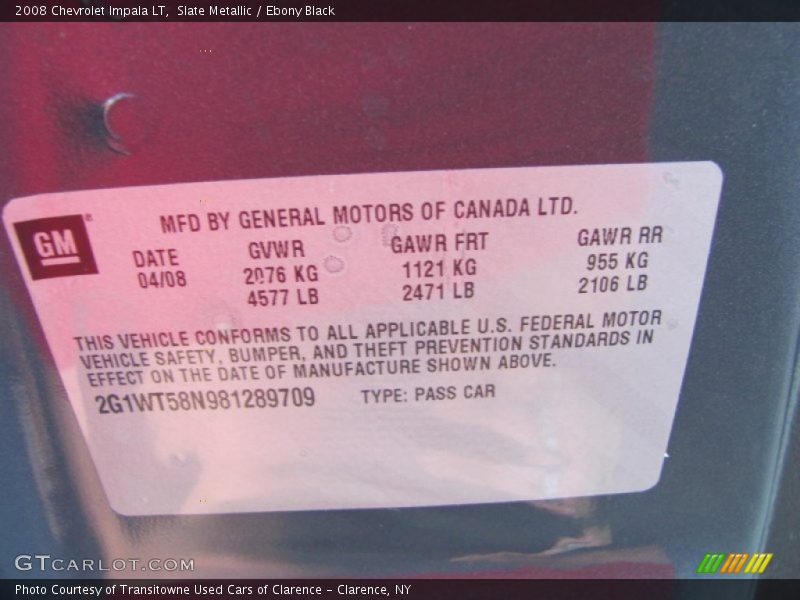 2008 Chevrolet Impala LT, Slate Metallic / Ebony Black
GM
MFD BY GENERAL MOTORS OF CANADA LTD.
DATE GVWR GAWR FRT GAWR RR
04/08 2076 KG 1121 KG 955 KG
4577 LB 2471 LB 2106 LB
THIS VEHICLE CONFORMS TO ALL APPLICABLE U.S. FEDERAL MOTOR
VEHICLE SAFETY, BUMPER, AND THEFT PREVENTION STANDARDS IN
EFFECT ON THE DATE OF MANUFACTURE SHOWN ABOVE.
2G1WT58N981289709 TYPE: PASS CAR
GTCARLOT.COM
Photo Courtesy of Transitowne Used Cars of Clarence - Clarence, NY